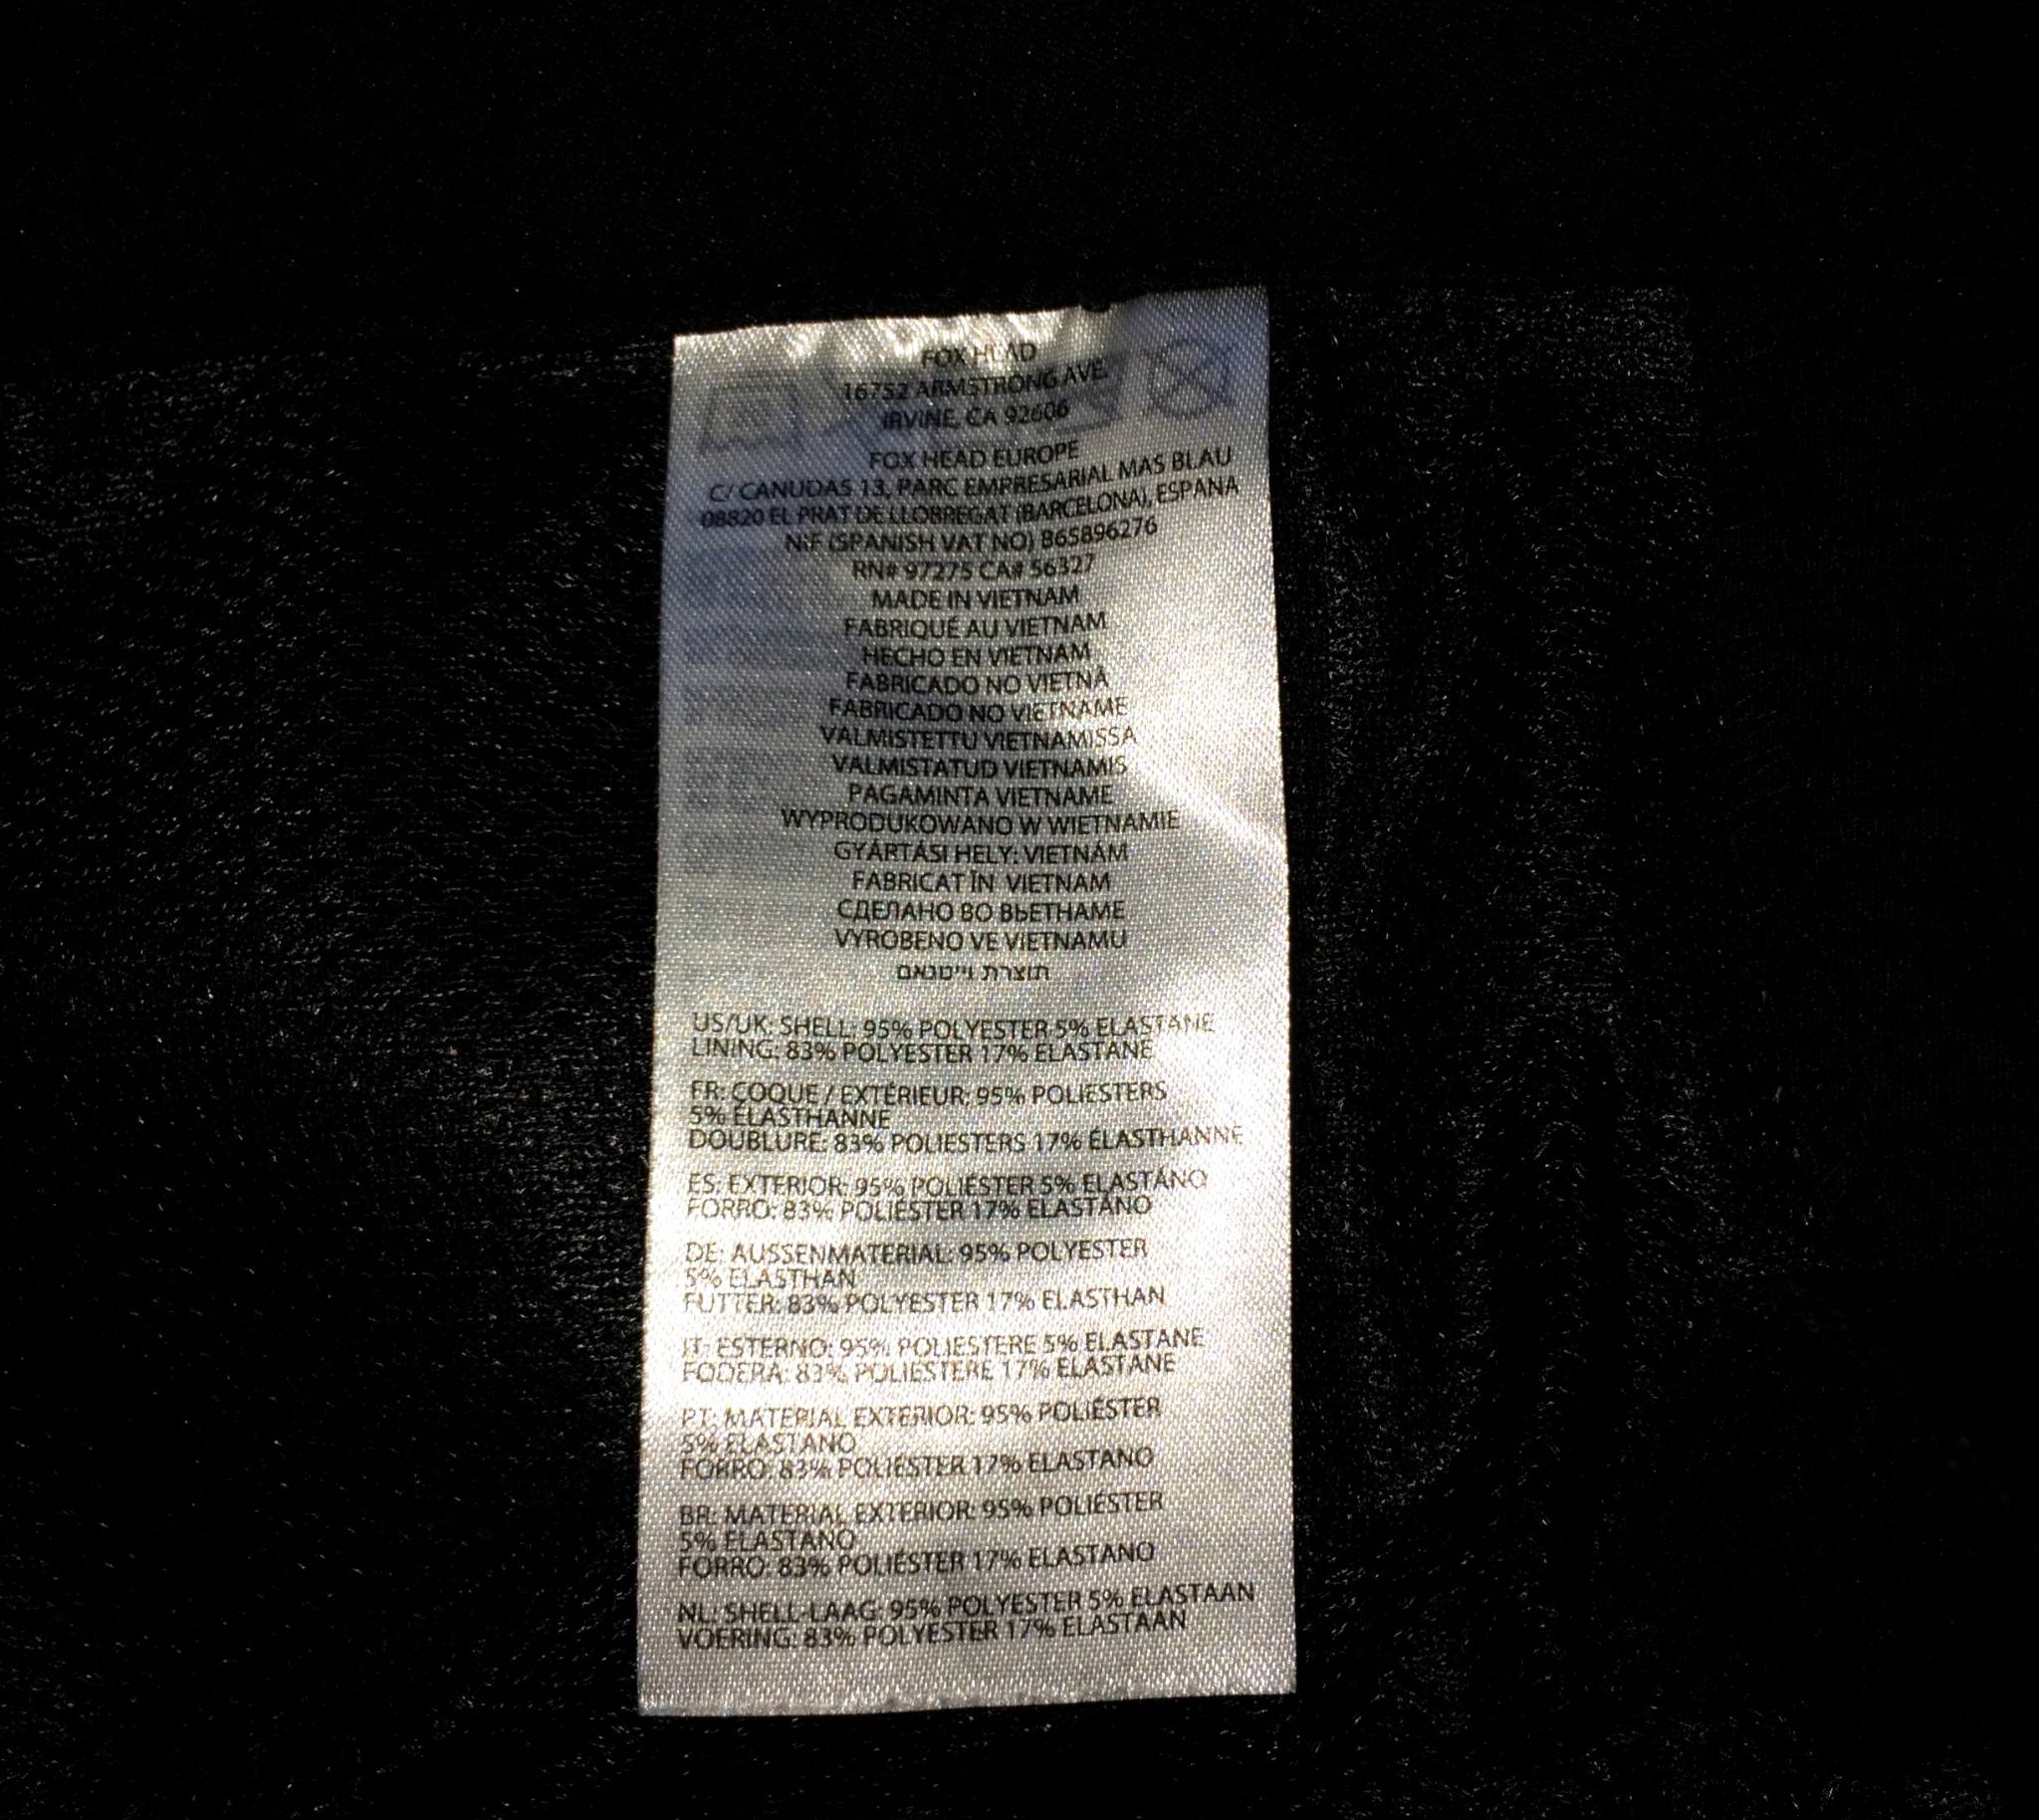 FOX HEAD
16752 ARMSTRONG AVE.
IRVINE, CA 92606
FOX HEAD EUROPE
C/ CANUDAS 13, PARC EMPRESARIAL MAS BLAU
08820 EL PRAT DE LLOBREGAT (BARCELONA), ESPANA
NIF (SPANISH VAT NO) B65896276
RN# 97275 CA# 56327
MADE IN VIETNAM
FABRIQUÉ AU VIETNAM
HECHO EN VIETNAM
FABRICADO NO VIETNÃ
FABRICADO NO VIETNAME
VALMISTETTU VIETNAMISSA
VALMISTATUD VIETNAMIS
PAGAMINTA VIETNAME
WYPRODUKOWANO W WIETNAMIE
GYÁRTÁSI HELY: VIETNÁM
FABRICAT ÎN VIETNAM
СДЕЛАНО ВО ВЬЕТНАМЕ
VYROBENO VE VIETNAMU
תוצרת וייטנאם
US/UK: SHELL: 95% POLYESTER 5% ELASTANE
LINING: 83% POLYESTER 17% ELASTANE
FR: COQUE / EXTÉRIEUR: 95% POLIESTERS
5% ÉLASTHANNE
DOUBLURE: 83% POLIESTERS 17% ÉLASTHANNE
ES: EXTERIOR: 95% POLIÉSTER 5% ELASTÁNO
FORRO: 83% POLIÉSTER 17% ELASTÁNO
DE: AUSSENMATERIAL: 95% POLYESTER
5% ELASTHAN
FUTTER: 83% POLYESTER 17% ELASTHAN
IT: ESTERNO: 95% POLIESTERE 5% ELASTANE
FODERA: 83% POLIESTERE 17% ELASTANE
PT: MATERIAL EXTERIOR: 95% POLIÉSTER
5% ELASTANO
FORRO: 83% POLIÉSTER 17% ELASTANO
BR: MATERIAL EXTERIOR: 95% POLIÉSTER
5% ELASTANO
FORRO: 83% POLIÉSTER 17% ELASTANO
NL: SHELL-LAAG: 95% POLYESTER 5% ELASTAAN
VOERING: 83% POLYESTER 17% ELASTAAN